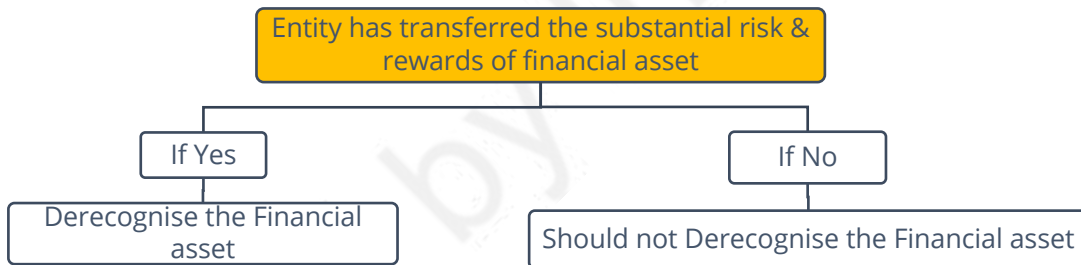 Entity has transferred the substantial risk &
rewards of financial asset
If Yes
If No
Derecognise the Financial
asset
Should not Derecognise the Financial asset
by